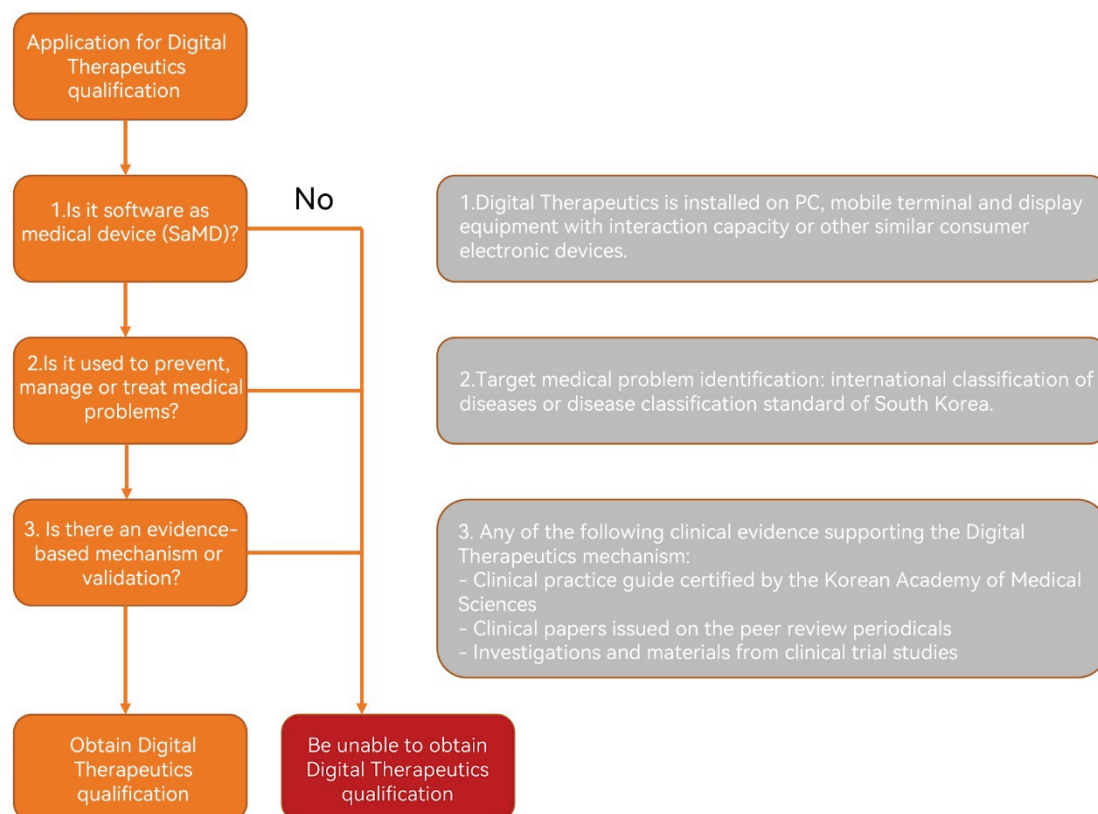 Application for Digital
Therapeutics
qualification
1.Is it software as
medical device (SaMD)?
No
1.Digital Therapeutics is installed on PC, mobile terminal and display
equipment with interaction capacity or other similar consumer
electronic devices.
2.Is it used to prevent,
manage or treat medical
problems?
2.Target medical problem identification: international classification of
diseases or disease classification standard of South Korea.
3. Is there an evidence-
based mechanism or
validation?
3. Any of the following clinical evidence supporting the Digital
Therapeutics mechanism:
- Clinical practice guide certified by the Korean Academy of Medical
Sciences
- Clinical papers issued on the peer review periodicals
- Investigations and materials from clinical trial studies
Obtain Digital
Therapeutics
qualification
Be unable to obtain
Digital Therapeutics
qualification